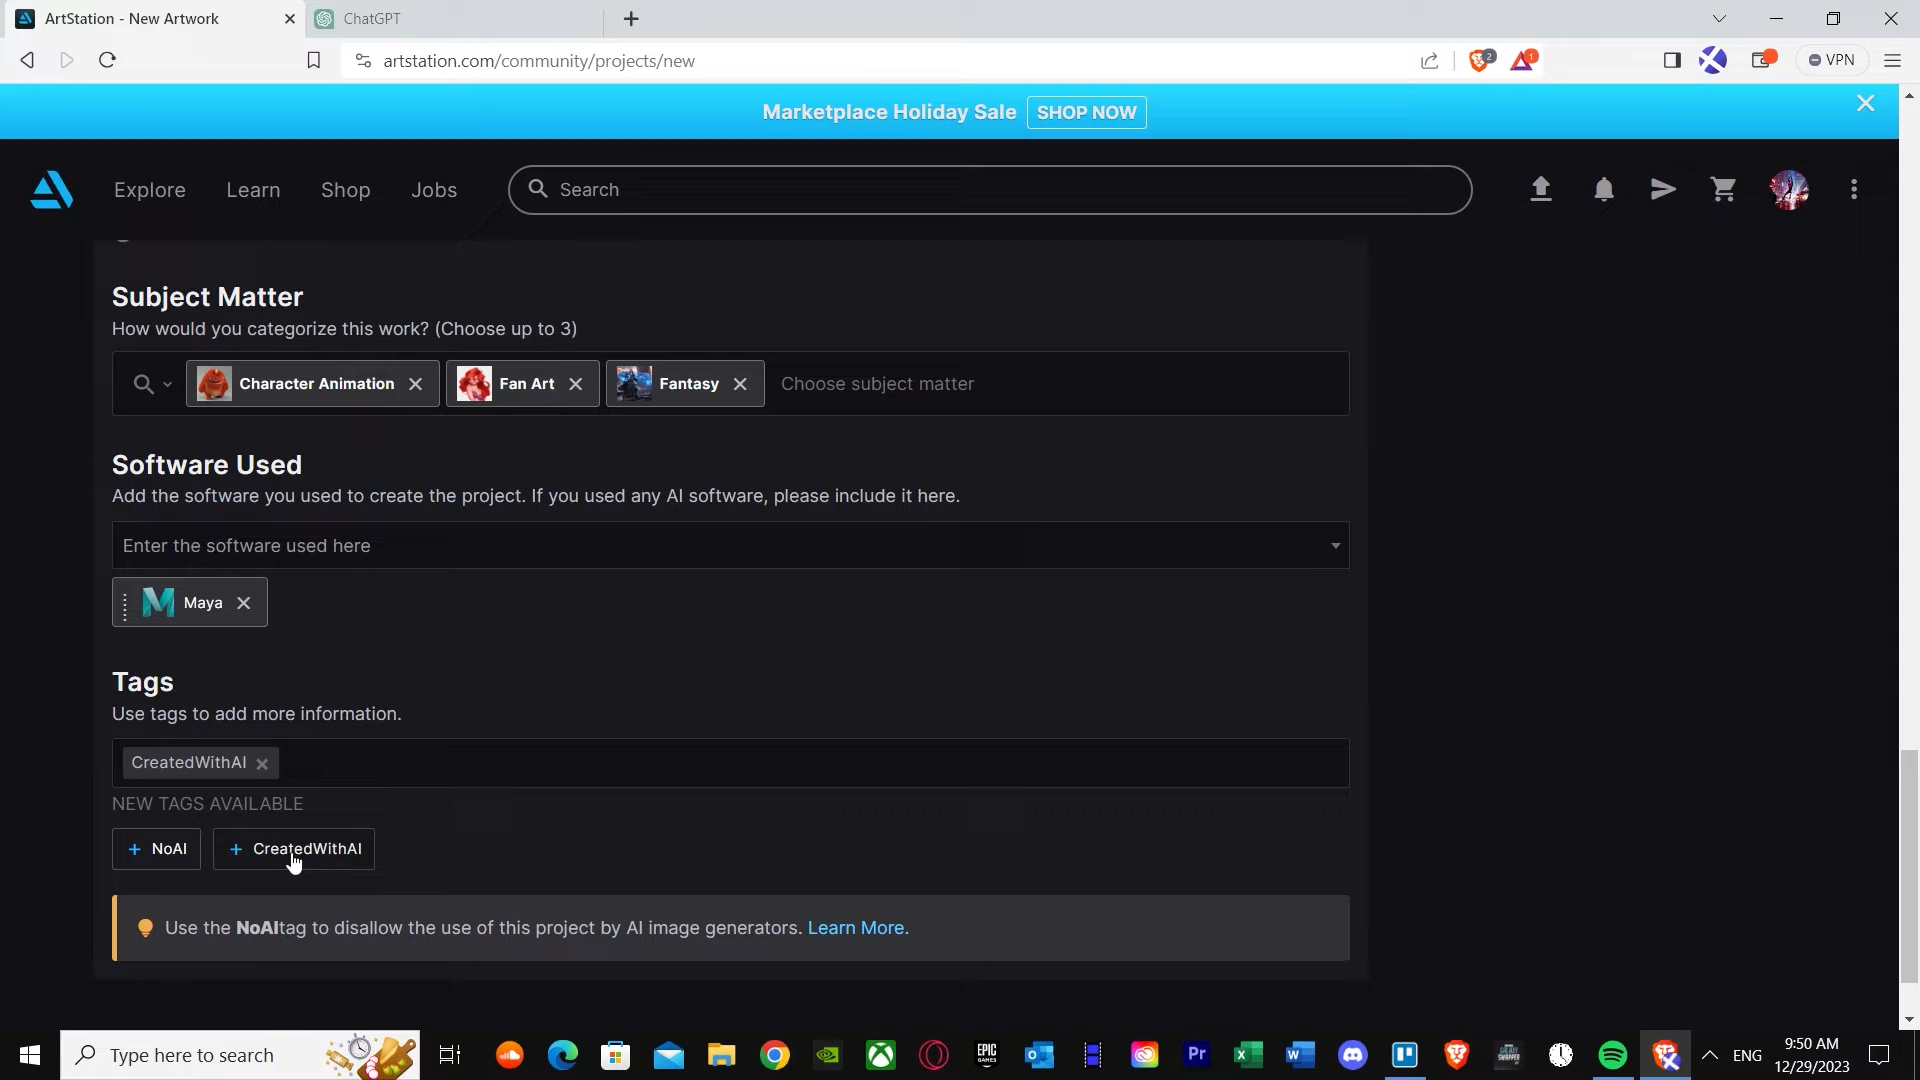 ArtStation - New Artwork
ChatGPT
artstation.com/community/projects/new
2
1
VPN
Marketplace Holiday Sale SHOP NOW
Explore Learn Shop Jobs Search
Subject Matter
How would you categorize this work? (Choose up to 3)
Character Animation Fan Art Fantasy Choose subject matter
Software Used
Add the software you used to create the project. If you used any AI software, please include it here.
Enter the software used here
Maya
Tags
Use tags to add more information.
CreatedWithAI
NEW TAGS AVAILABLE
+ NoAI + CreatedWithAI
Use the NoAItag to disallow the use of this project by AI image generators. Learn More.
Type here to search
EPIC GAMES
Pr
ENG
9:50 AM
12/29/2023